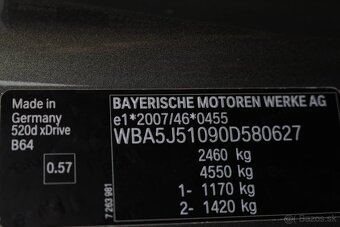 Made in
Germany
520d xDrive
B64
0.57
7 263 981
BAYERISCHE MOTOREN WERKE AG
e1*2007/46*0455
WBA5J51090D580627
2460 kg
4550 kg
1- 1170 kg
2- 1420 kg
Bazos.sk